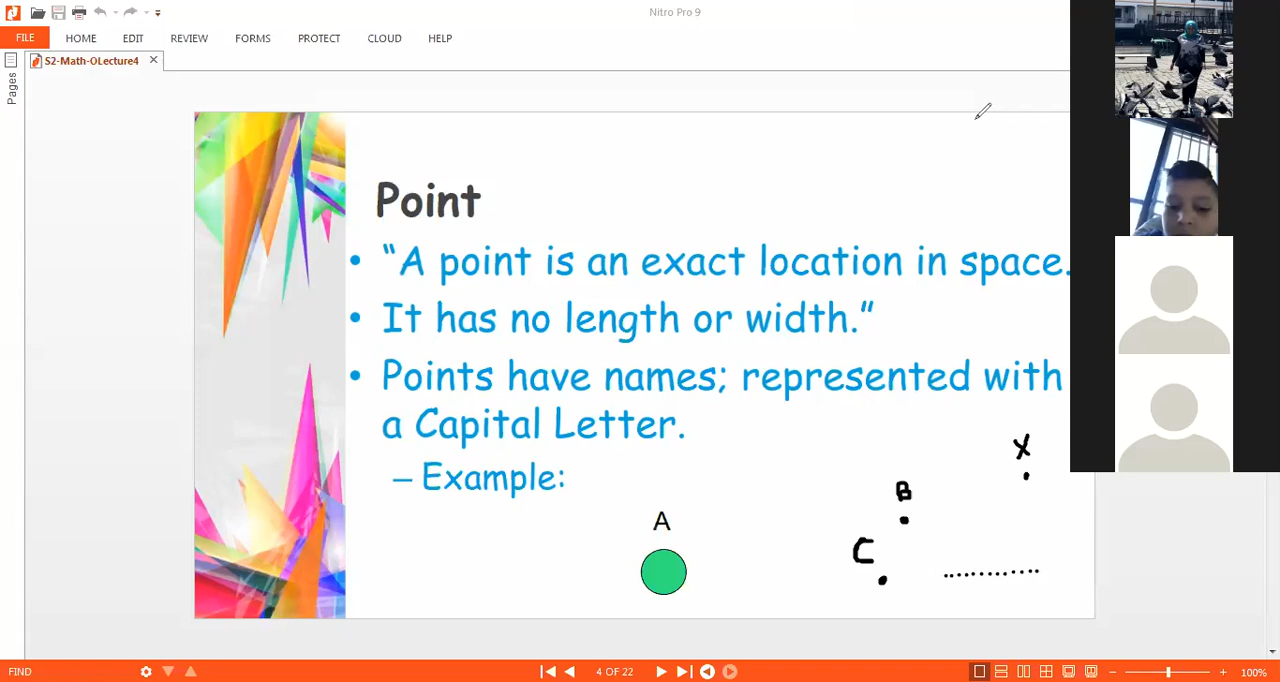 Nitro Pro 9
FILE HOME EDIT REVIEW FORMS PROTECT CLOUD HELP
S2-Math-OLecture4
Pages
Point
• “A point is an exact location in space.
• It has no length or width.”
• Points have names; represented with
a Capital Letter.
– Example:
X
B
A
C
FIND
4 OF 22
100%